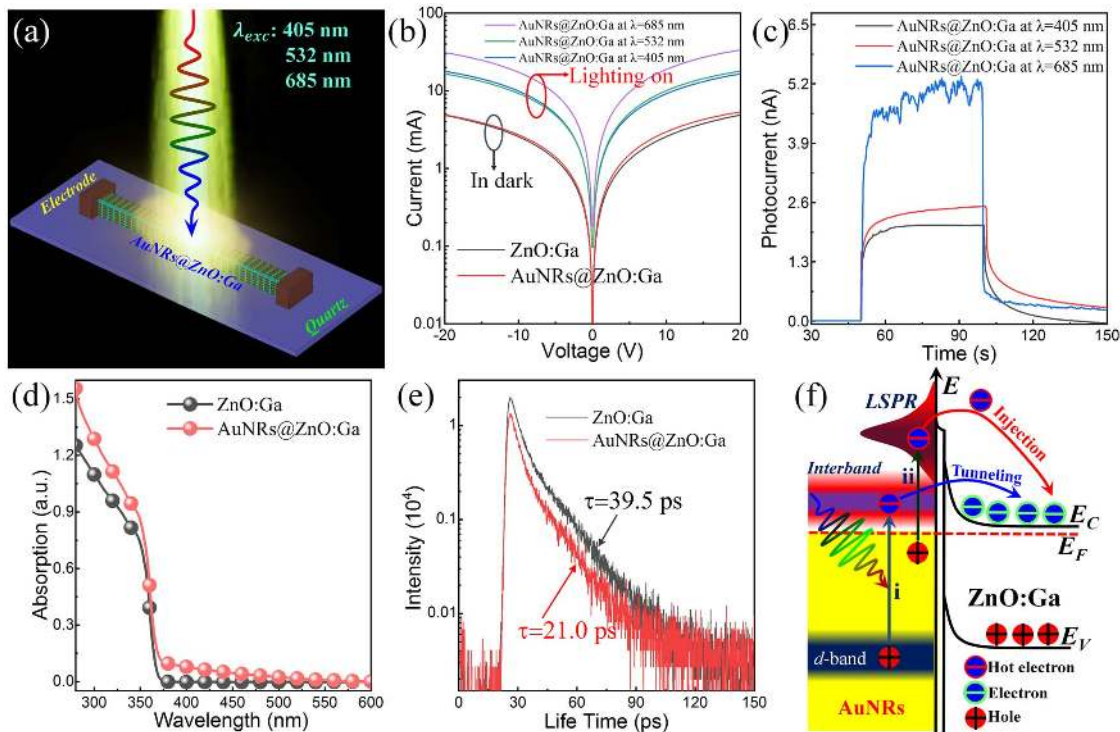 (a)
λexc: 405 nm
532 nm
685 nm
Electrode
AuNRs@ZnO:Ga
Quartz
(b)
100
10
1
0.1
0.01
Current (mA)
AuNRs@ZnO:Ga at λ=685 nm
AuNRs@ZnO:Ga at λ=532 nm
AuNRs@ZnO:Ga at λ=405 nm
Lighting on
In dark
ZnO:Ga
AuNRs@ZnO:Ga
-20 -10 0 10 20
Voltage (V)
(c)
6.5
5.2
3.9
2.6
1.3
0.0
Photocurrent (nA)
AuNRs@ZnO:Ga at λ=405 nm
AuNRs@ZnO:Ga at λ=532 nm
AuNRs@ZnO:Ga at λ=685 nm
30 60 90 120 150
Time (s)
(d)
1.5
1.2
0.9
0.6
0.3
0.0
Absorption (a.u.)
ZnO:Ga
AuNRs@ZnO:Ga
300 350 400 450 500 550 600
Wavelength (nm)
(e)
1
0.1
0.01
Intensity (10⁴)
ZnO:Ga
AuNRs@ZnO:Ga
τ=39.5 ps
τ=21.0 ps
0 30 60 90 120 150
Life Time (ps)
(f)
E
LSPR
Injection
Interband
ii
Tunneling
EC
EF
i
ZnO:Ga
EV
d-band
Hot electron
Electron
Hole
AuNRs